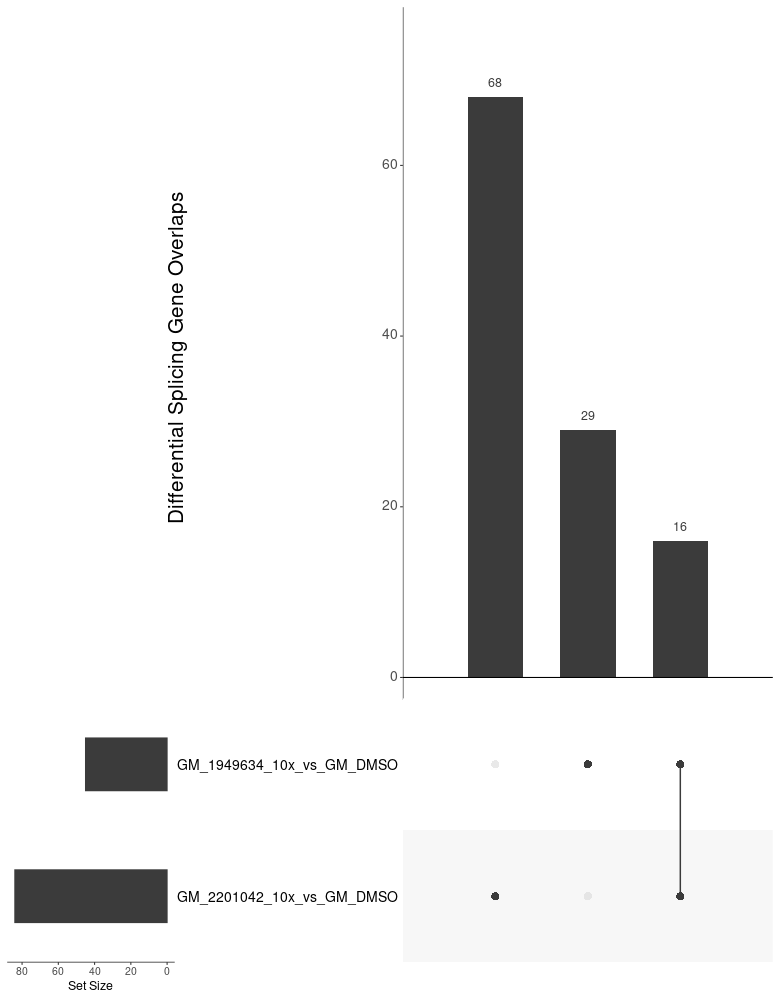 Differential Splicing Gene Overlaps
68
29
16
60
40
20
0
GM_1949634_10x_vs_GM_DMSO
GM_2201042_10x_vs_GM_DMSO
80 60 40 20 0
Set Size